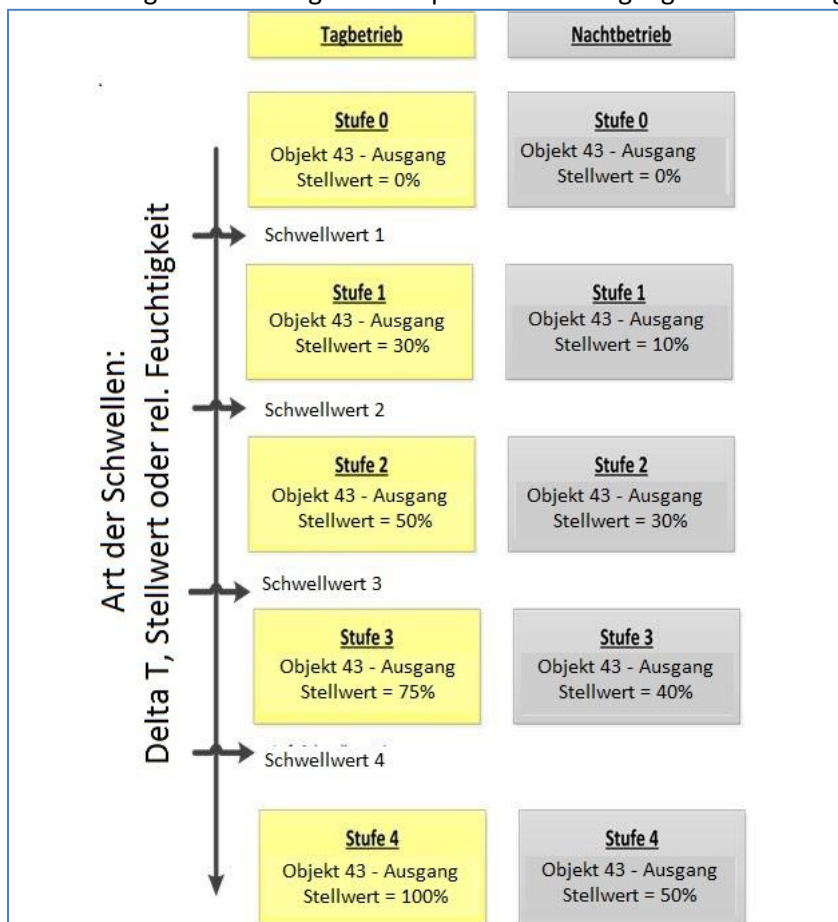 Tagbetrieb
Nachtbetrieb
Stufe 0
Objekt 43 - Ausgang
Stellwert = 0%
Stufe 0
Objekt 43 - Ausgang
Stellwert = 0%
Schwellwert 1
Stufe 1
Objekt 43 - Ausgang
Stellwert = 30%
Stufe 1
Objekt 43 - Ausgang
Stellwert = 10%
Schwellwert 2
Stufe 2
Objekt 43 - Ausgang
Stellwert = 50%
Stufe 2
Objekt 43 - Ausgang
Stellwert = 30%
Schwellwert 3
Stufe 3
Objekt 43 - Ausgang
Stellwert = 75%
Stufe 3
Objekt 43 - Ausgang
Stellwert = 40%
Schwellwert 4
Stufe 4
Objekt 43 - Ausgang
Stellwert = 100%
Stufe 4
Objekt 43 - Ausgang
Stellwert = 50%
Art der Schwellen:
Delta T, Stellwert oder rel. Feuchtigkeit